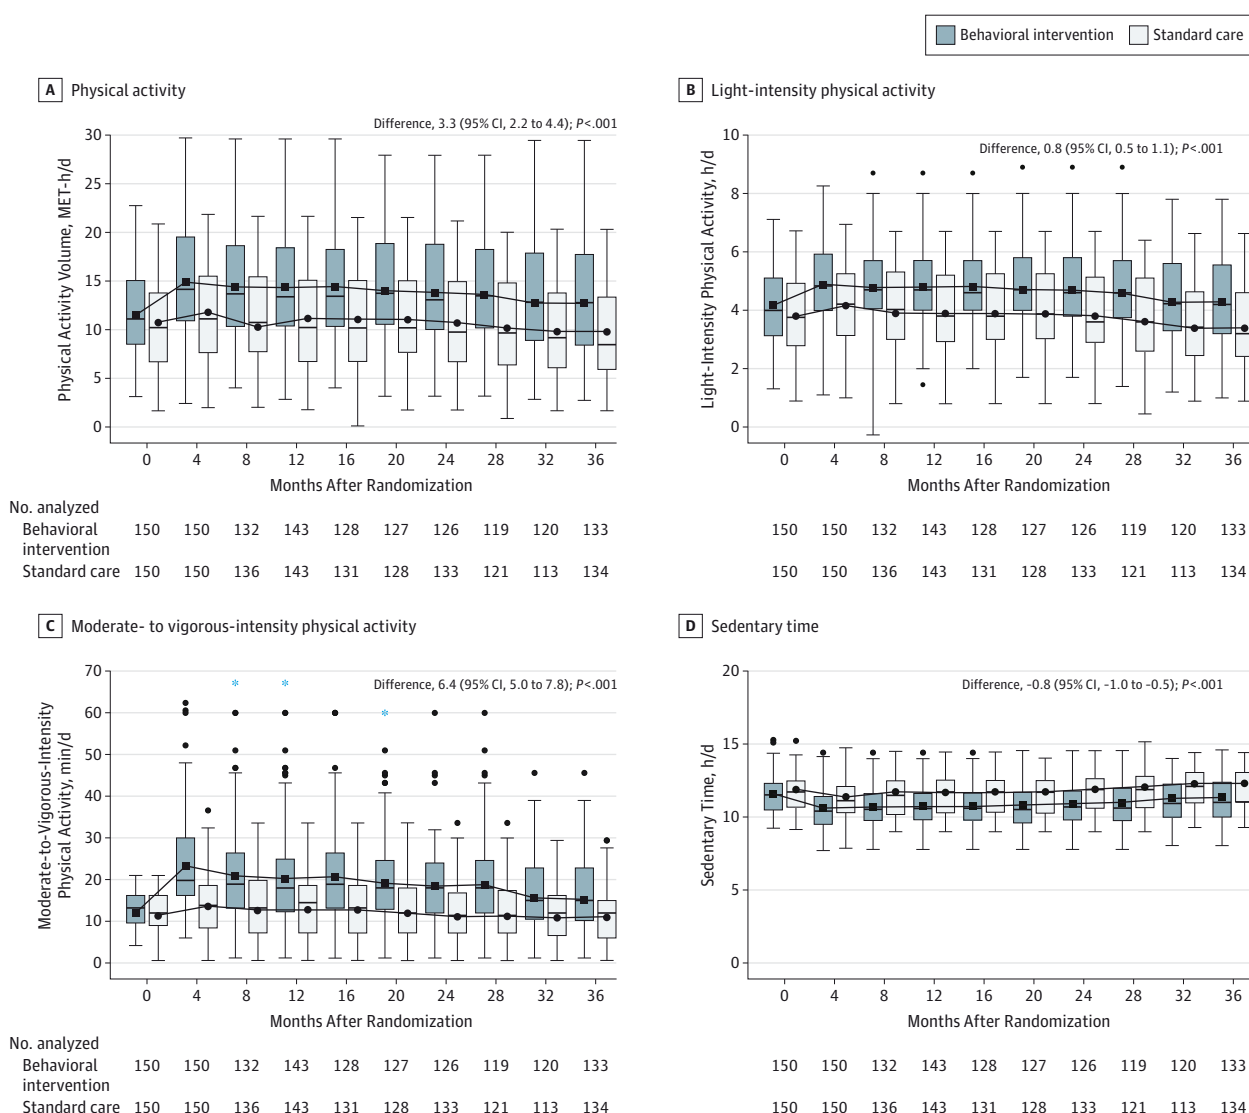 Behavioral intervention Standard care
A Physical activity
Difference, 3.3 (95% CI, 2.2 to 4.4); P<.001
Physical Activity Volume, MET-h/d
30
25
20
15
10
5
0
0 4 8 12 16 20 24 28 32 36
Months After Randomization
No. analyzed
Behavioral intervention 150 150 132 143 128 127 126 119 120 133
Standard care 150 150 136 143 131 128 133 121 113 134
B Light-intensity physical activity
Difference, 0.8 (95% CI, 0.5 to 1.1); P<.001
Light-Intensity Physical Activity, h/d
10
8
6
4
2
0
0 4 8 12 16 20 24 28 32 36
Months After Randomization
150 150 132 143 128 127 126 119 120 133
150 150 136 143 131 128 133 121 113 134
C Moderate- to vigorous-intensity physical activity
Difference, 6.4 (95% CI, 5.0 to 7.8); P<.001
Moderate-to-Vigorous-Intensity
Physical Activity, min/d
70
60
50
40
30
20
10
0
* * *
0 4 8 12 16 20 24 28 32 36
Months After Randomization
No. analyzed
Behavioral intervention 150 150 132 143 128 127 126 119 120 133
Standard care 150 150 136 143 131 128 133 121 113 134
D Sedentary time
Difference, -0.8 (95% CI, -1.0 to -0.5); P<.001
Sedentary Time, h/d
20
15
10
5
0
0 4 8 12 16 20 24 28 32 36
Months After Randomization
150 150 132 143 128 127 126 119 120 133
150 150 136 143 131 128 133 121 113 134